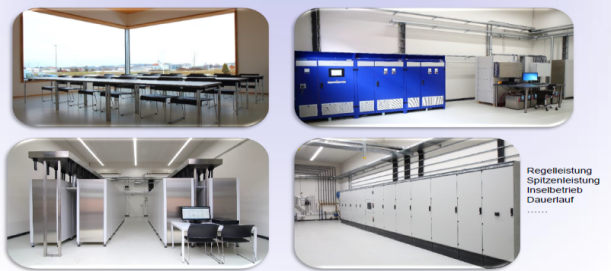 Regelleistung
Spitzenleistung
Inselbetrieb
Dauerlauf
......